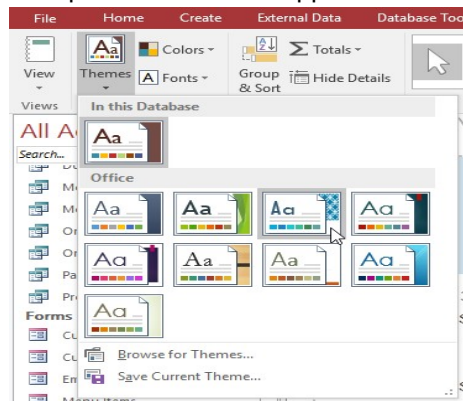 File Home Create External Data Database Too
Colors Totals
View Themes Fonts Group Hide Details
& Sort
Views In this Database
All A
Search...
Aa
Office
Aa Aa Aa Aa
Aa Aa Aa Aa
Aa
Forms
Browse for Themes...
Save Current Theme...